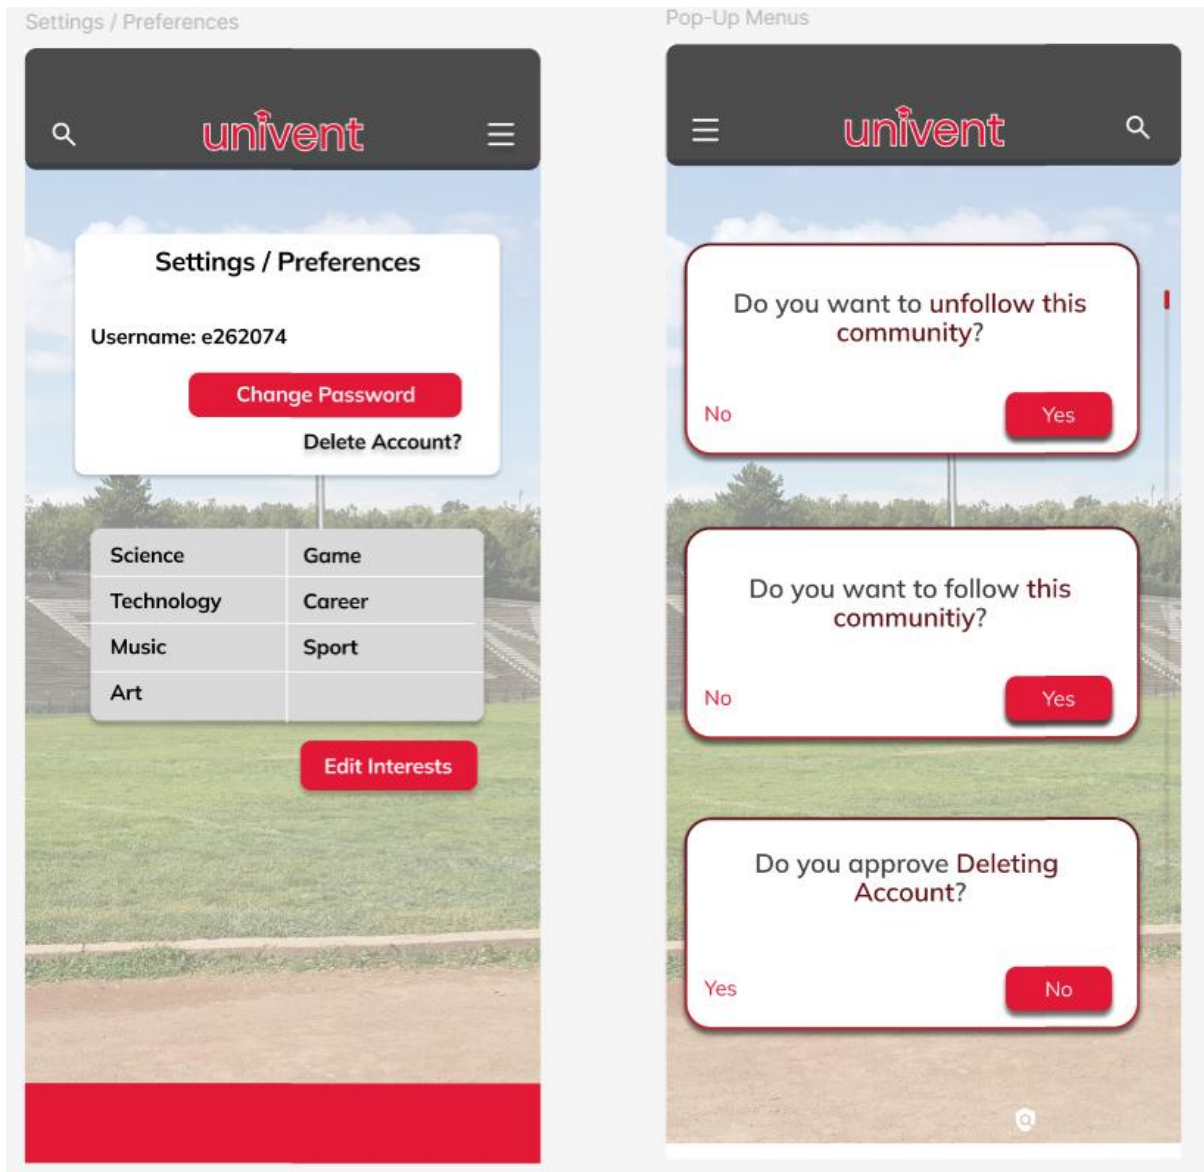 Settings / Preferences
univent
Settings / Preferences
Username: e262074
Change Password
Delete Account?
Science
Game
Technology
Career
Music
Sport
Art
Edit Interests
Pop-Up Menus
univent
Do you want to unfollow this
community?
No
Yes
Do you want to follow this
communitiy?
No
Yes
Do you approve Deleting
Account?
Yes
No